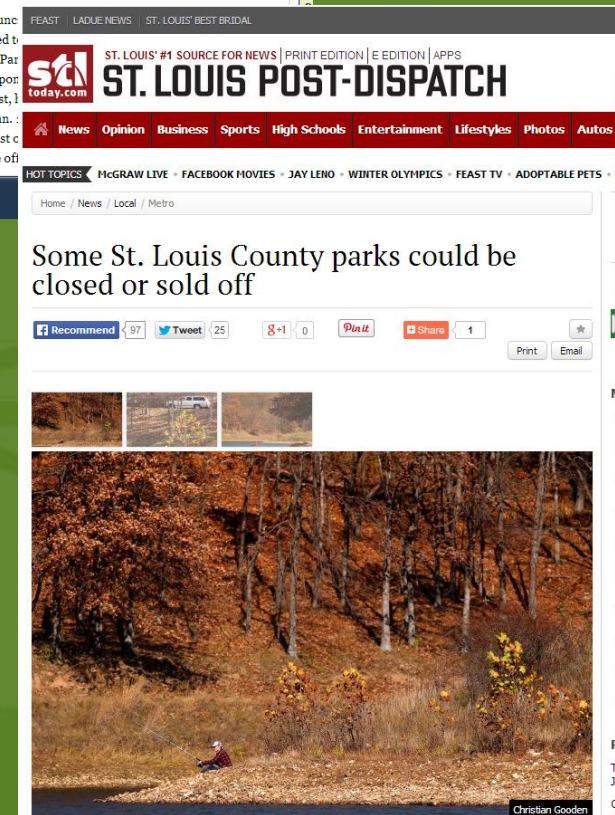 FEAST LADUE NEWS ST. LOUIS' BEST BRIDAL
stl
today.com
ST. LOUIS' #1 SOURCE FOR NEWS PRINT EDITION E EDITION APPS
ST. LOUIS POST-DISPATCH
News Opinion Business Sports High Schools Entertainment Lifestyles Photos Autos
HOT TOPICS McGRAW LIVE • FACEBOOK MOVIES • JAY LENO • WINTER OLYMPICS • FEAST TV • ADOPTABLE PETS •
Home / News / Local / Metro
Some St. Louis County parks could be
closed or sold off
Recommend 97 Tweet 25 g+1 0 Pin it Share 1
Print Email
Christian Gooden